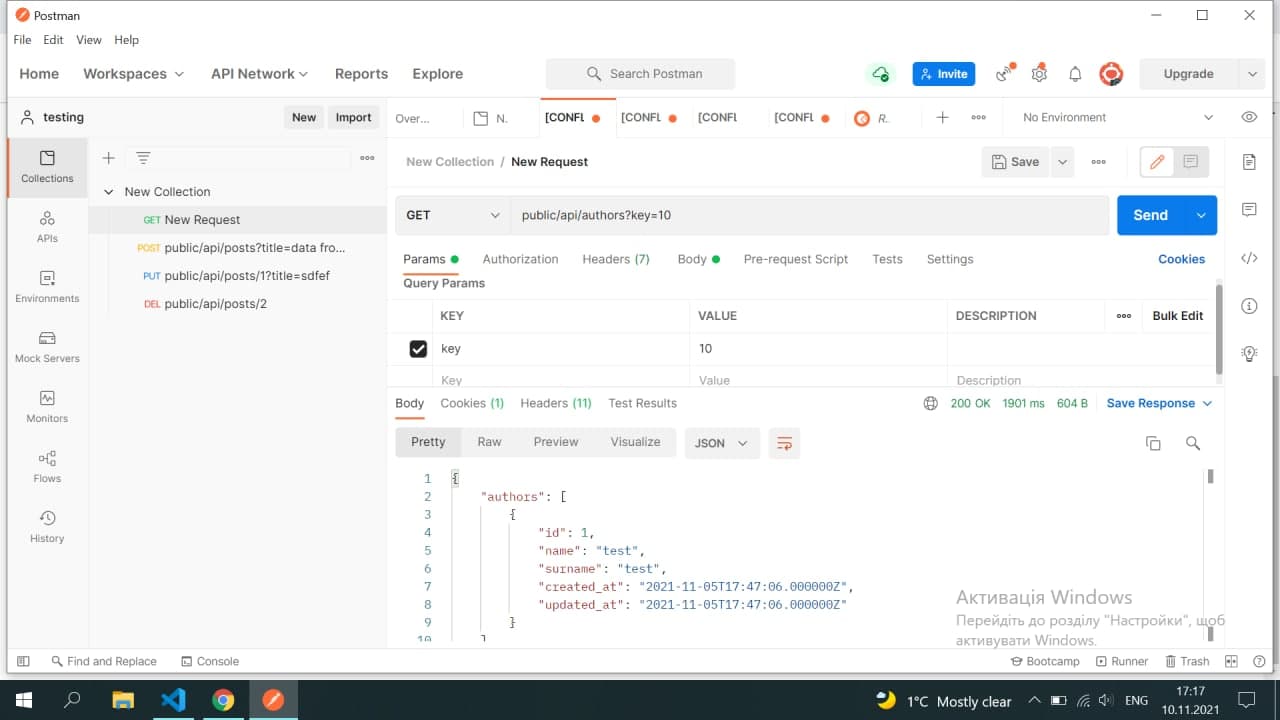 Postman
File Edit View Help
Home Workspaces API Network Reports Explore Search Postman Invite Upgrade
testing New Import Over... N. [CONFL [CONFL [CONFL [CONFL R. No Environment
Collections
APIs
Environments
Mock Servers
Monitors
Flows
History
New Collection
GET New Request
POST public/api/posts?title=data fro...
PUT public/api/posts/1?title=sdfef
DEL public/api/posts/2
New Collection / New Request Save
GET public/api/authors?key=10 Send
Params Authorization Headers (7) Body Pre-request Script Tests Settings Cookies
Query Params
KEY VALUE DESCRIPTION Bulk Edit
key 10
Key Value Description
Body Cookies (1) Headers (11) Test Results 200 OK 1901 ms 604 B Save Response
Pretty Raw Preview Visualize JSON
1 {
2 "authors": [
3 {
4 "id": 1,
5 "name": "test",
6 "surname": "test",
7 "created_at": "2021-11-05T17:47:06.000000Z",
8 "updated_at": "2021-11-05T17:47:06.000000Z"
9 }
10 ]
Активація Windows
Перейдіть до розділу "Настройки", щоб
активувати Windows.
Find and Replace Console Bootcamp Runner Trash
1°C Mostly clear ENG 17:17
10.11.2021